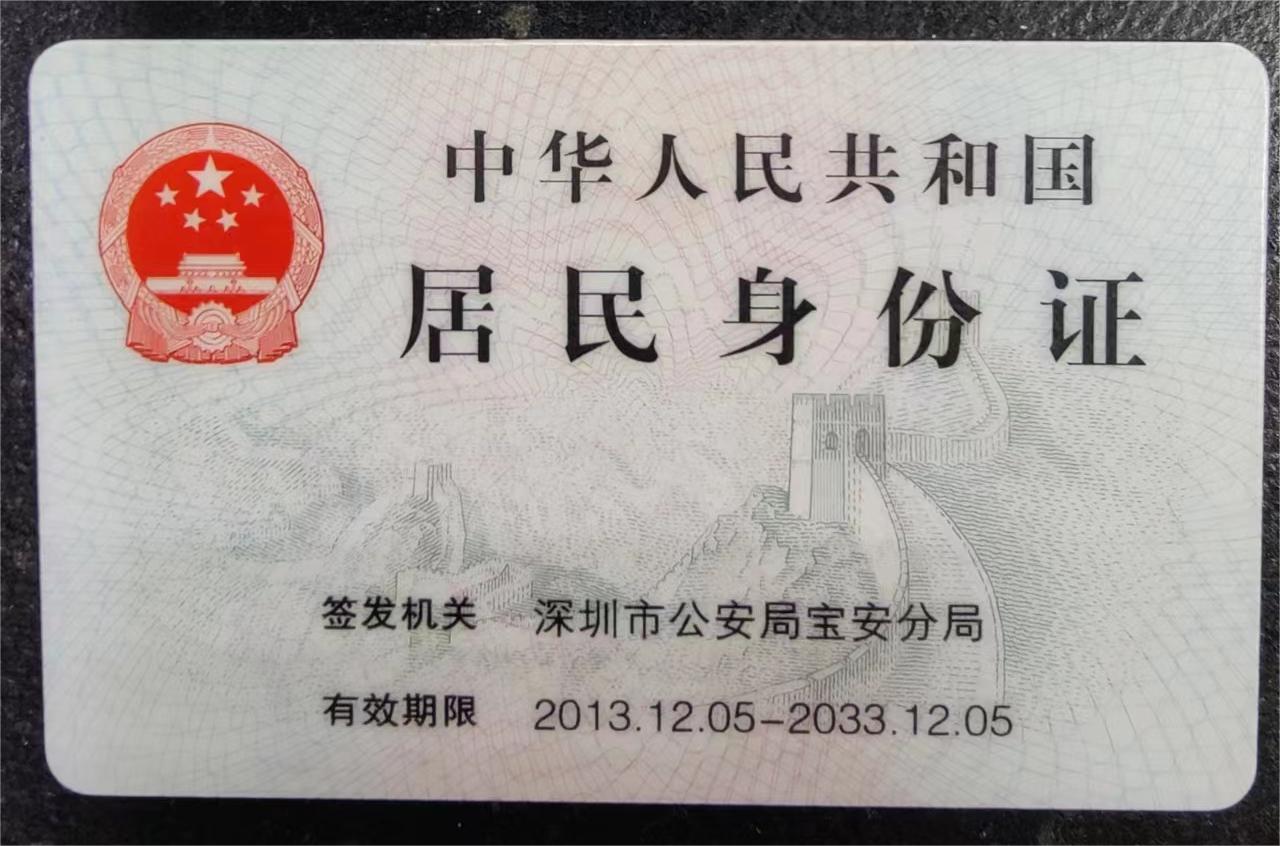 中华人民共和国
居民身份证
签发机关 深圳市公安局宝安分局
有效期限 2013.12.05-2033.12.05